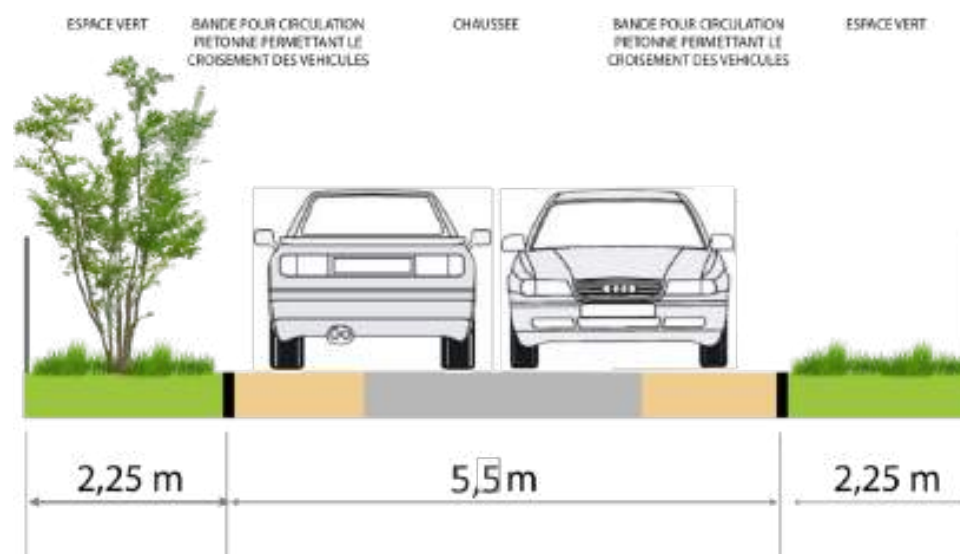 ESPACE VERT
BANDE POUR CIRCULATION
PIETONNE PERMETTANT LE
CROISEMENT DES VEHICULES
CHAUSSEE
BANDE POUR CIRCULATION
PIETONNE PERMETTANT LE
CROISEMENT DES VEHICULES
ESPACE VERT
2,25 m
5,5 m
2,25 m